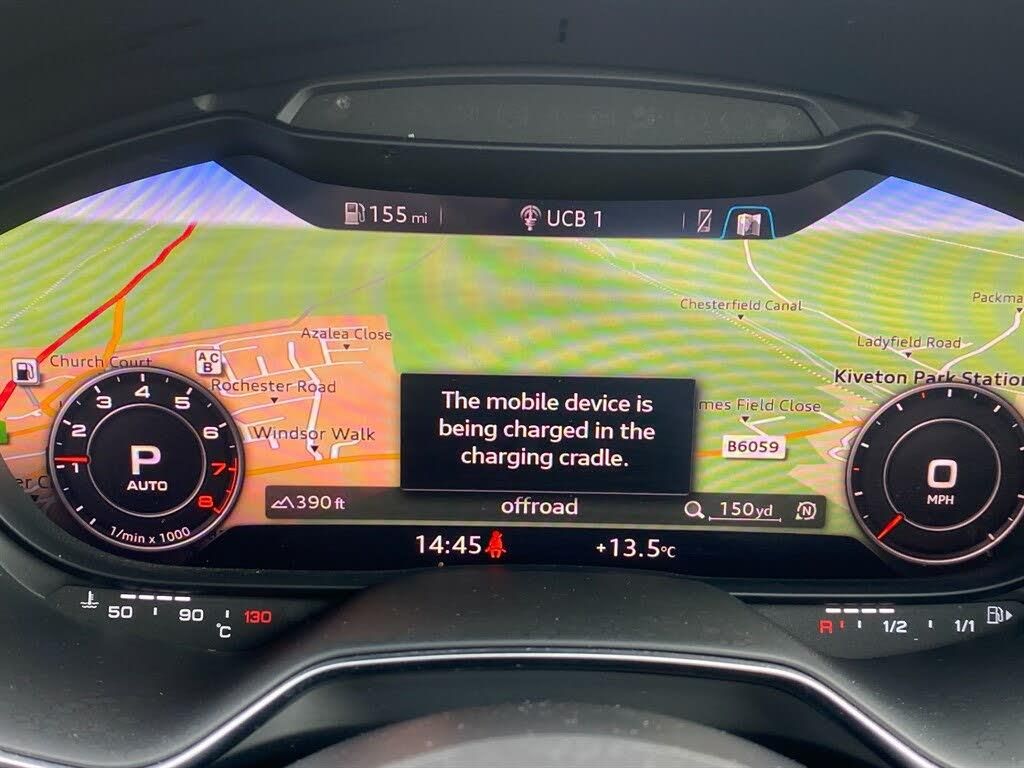 155 mi
UCB 1
Chesterfield Canal
Azalea Close
Ladyfield Road
Church Court
A C
B
Kiveton Park Station
Rochester Road
Windsor Walk
mes Field Close
B6059
The mobile device is
being charged in the
charging cradle.
1
2
3
4
5
6
7
8
P
AUTO
1/min x 1000
0
MPH
390 ft
offroad
150 yd
N
14:45
+13.5°C
50
90
130
°C
R
1/2
1/1